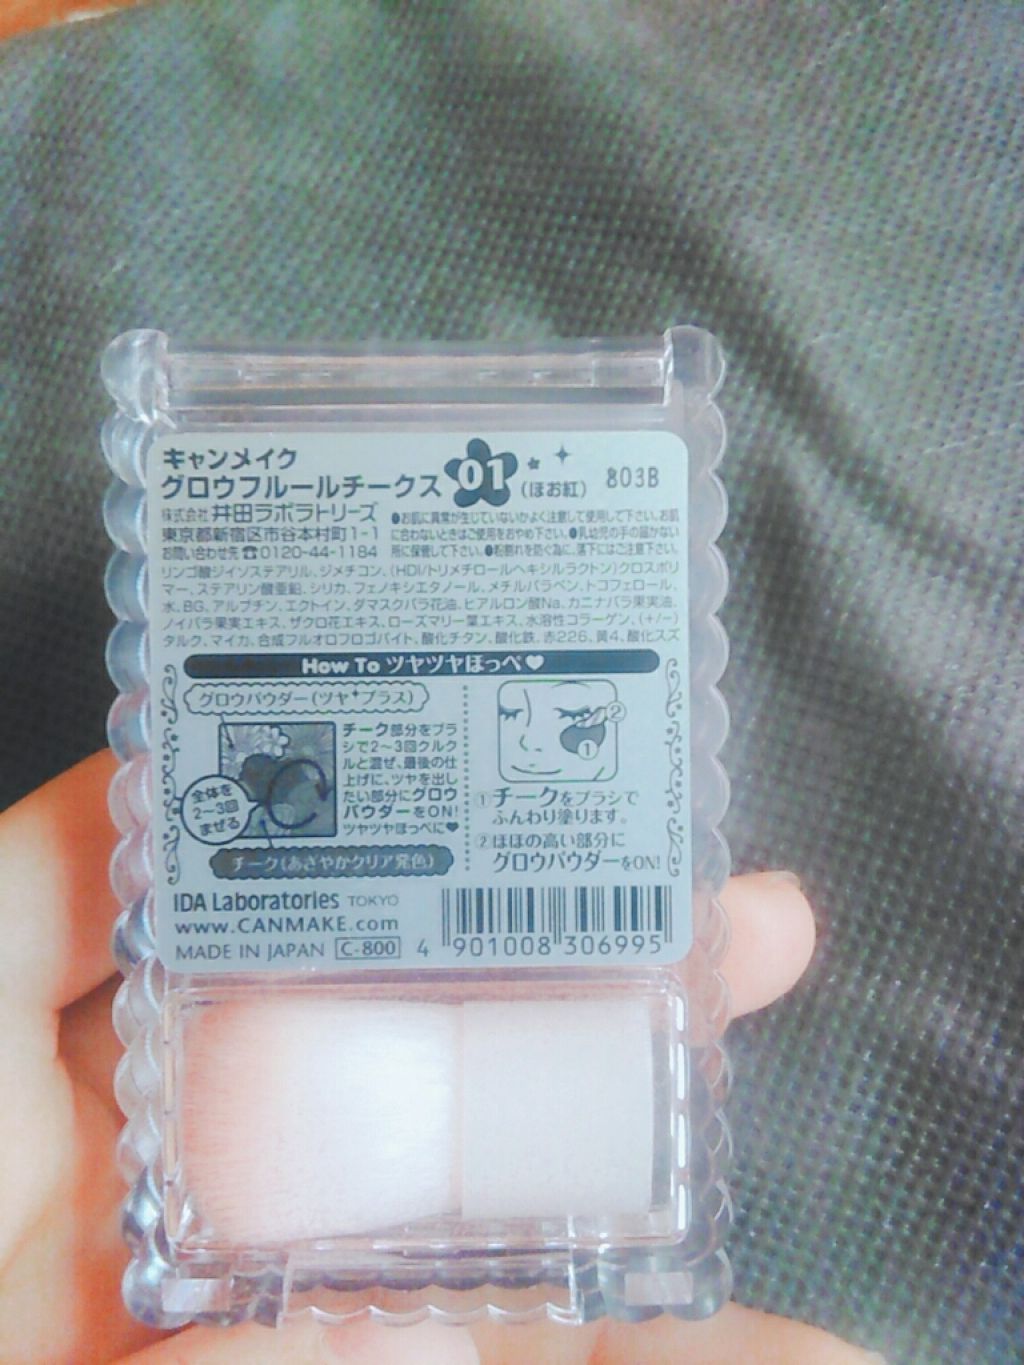 キャンメイク
グロウフルールチークス 01 (ほお紅) 803B
株式会社 井田ラボラトリーズ
東京都新宿区市谷本村町1-1
お問い合わせ先☎0120-44-1184
●お肌に異常が生じていないかよく注意して使用して下さい。お肌
に合わないときはご使用をおやめ下さい。●乳幼児の手の届かない
所に保管して下さい。●粉割れを防ぐ為に、落下にはご注意下さい。
リンゴ酸ジイソステアリル、ジメチコン、(HDI/トリメチロールヘキシルラクトン)クロスポリ
マー、ステアリン酸亜鉛、シリカ、フェノキシエタノール、メチルパラベン、トコフェロール、
水、BG、アルブチン、エクトイン、ダマスクバラ花油、ヒアルロン酸Na、カニナバラ果実油、
ノイバラ果実エキス、ザクロ花エキス、ローズマリー葉エキス、水溶性コラーゲン、(+/-)
タルク、マイカ、合成フルオロフロゴパイト、酸化チタン、酸化鉄、赤226、黄4、酸化スズ
How To ツヤツヤほっぺ♥
グロウパウダー(ツヤ✦プラス)
全体を
2〜3回
まぜる
チーク部分をブラ
シで2〜3回クルク
ルと混ぜ、最後の仕
上げに、ツヤを出し
たい部分にグロウ
パウダーをON!
ツヤツヤほっぺに♥
チーク(あざやかクリア発色)
②
①
①チークをブラシで
ふんわり塗ります。
②ほほの高い部分に
グロウパウダーをON!
IDA Laboratories TOKYO
www.CANMAKE.com
MADE IN JAPAN C-800
4 901008 306995